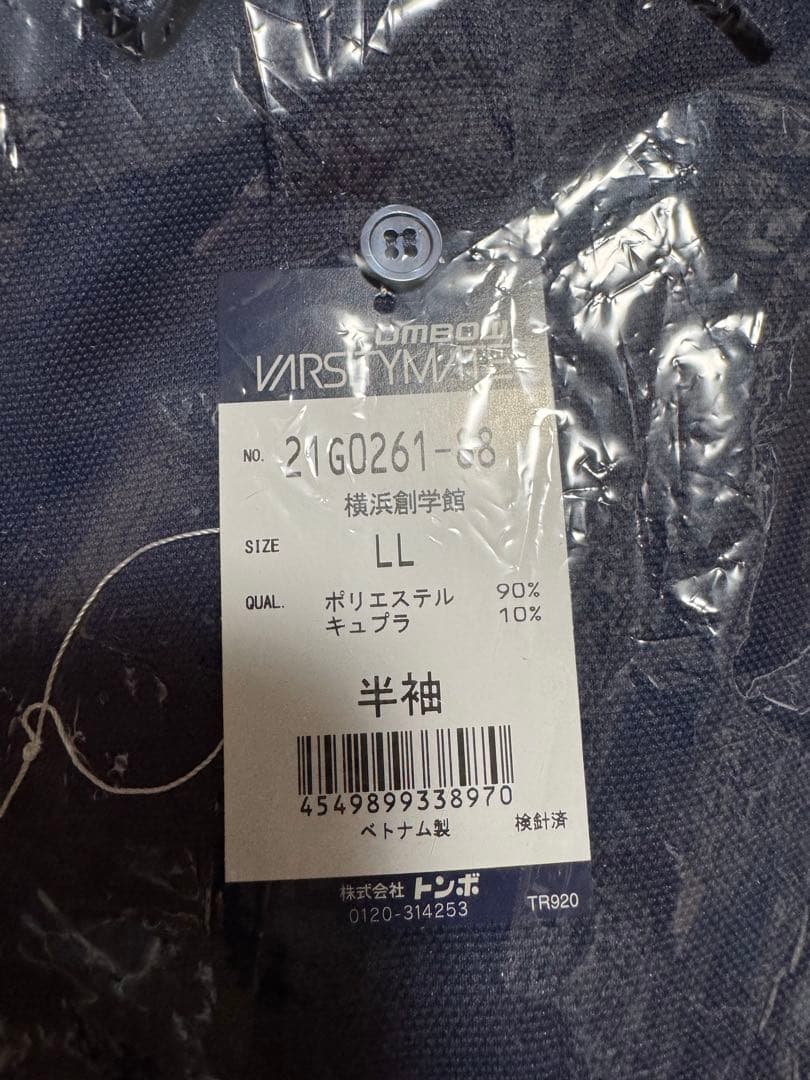 TOMBOW
VARSITYMATE
NO. 21G0261-88
横浜創学館
SIZE LL
QUAL. ポリエステル 90%
キュプラ 10%
半袖
4549899338970
ベトナム製 検針済
株式会社 トンボ
0120-314253 TR920